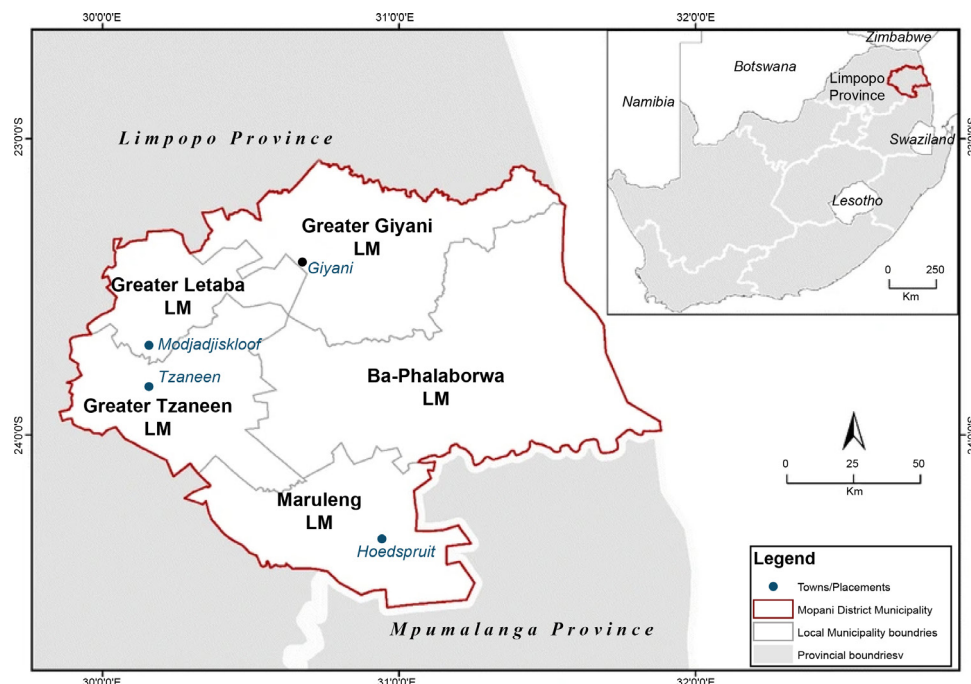 30°0'0"E 31°0'0"E 32°0'0"E
Zimbabwe
Botswana
Limpopo
Province
Namibia
Swaziland
Lesotho
0 250
Km
23°0'0"S
Limpopo Province
Greater Giyani
LM
Giyani
Greater Letaba
LM
Modjadjiskloof
Tzaneen
Greater Tzaneen
LM
Ba-Phalaborwa
LM
24°0'0"S
Maruleng
LM
Hoedspruit
Mpumalanga Province
0 25 50
Km
Legend
Towns/Placements
Mopani District Municipality
Local Municipality boundries
Provincial boundriesv
30°0'0"E 31°0'0"E 32°0'0"E